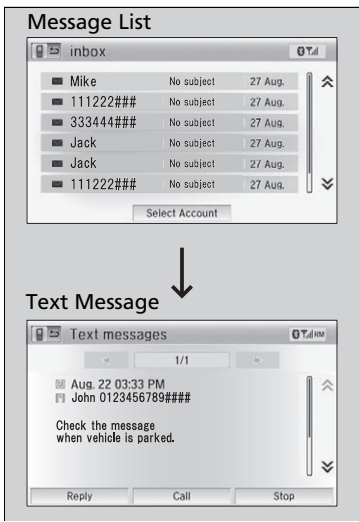 Message List
inbox
Mike No subject 27 Aug.
111222### No subject 27 Aug.
333444### No subject 27 Aug.
Jack No subject 27 Aug.
Jack No subject 27 Aug.
111222### No subject 27 Aug.
Select Account
Text Message
Text messages RM
1/1
Aug. 22 03:33 PM
John 0123456789####
Check the message
when vehicle is parked.
Reply Call Stop